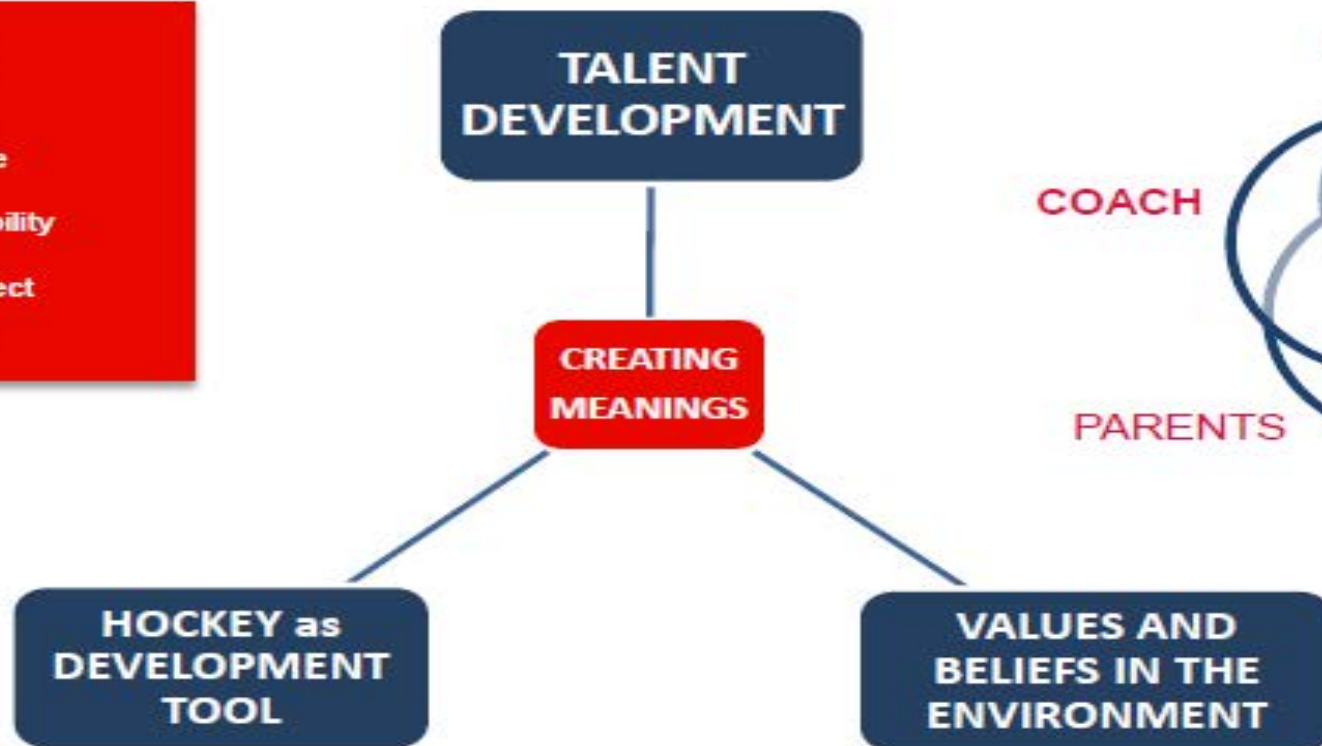 TALENT
DEVELOPMENT
COACH
CREATING
MEANINGS
PARENTS
HOCKEY as
DEVELOPMENT
TOOL
VALUES AND
BELIEFS IN THE
ENVIRONMENT